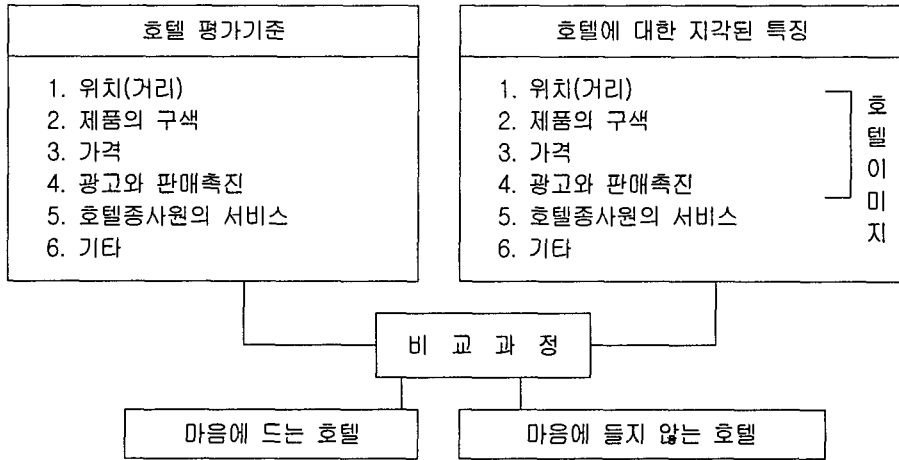 호텔 평가기준
1. 위치(거리)
2. 제품의 구색
3. 가격
4. 광고와 판매촉진
5. 호텔종사원의 서비스
6. 기타
호텔에 대한 지각된 특징
1. 위치(거리)
2. 제품의 구색
3. 가격
4. 광고와 판매촉진
5. 호텔종사원의 서비스
6. 기타
호텔이미지
비 교 과 정
마음에 드는 호텔
마음에 들지 않는 호텔